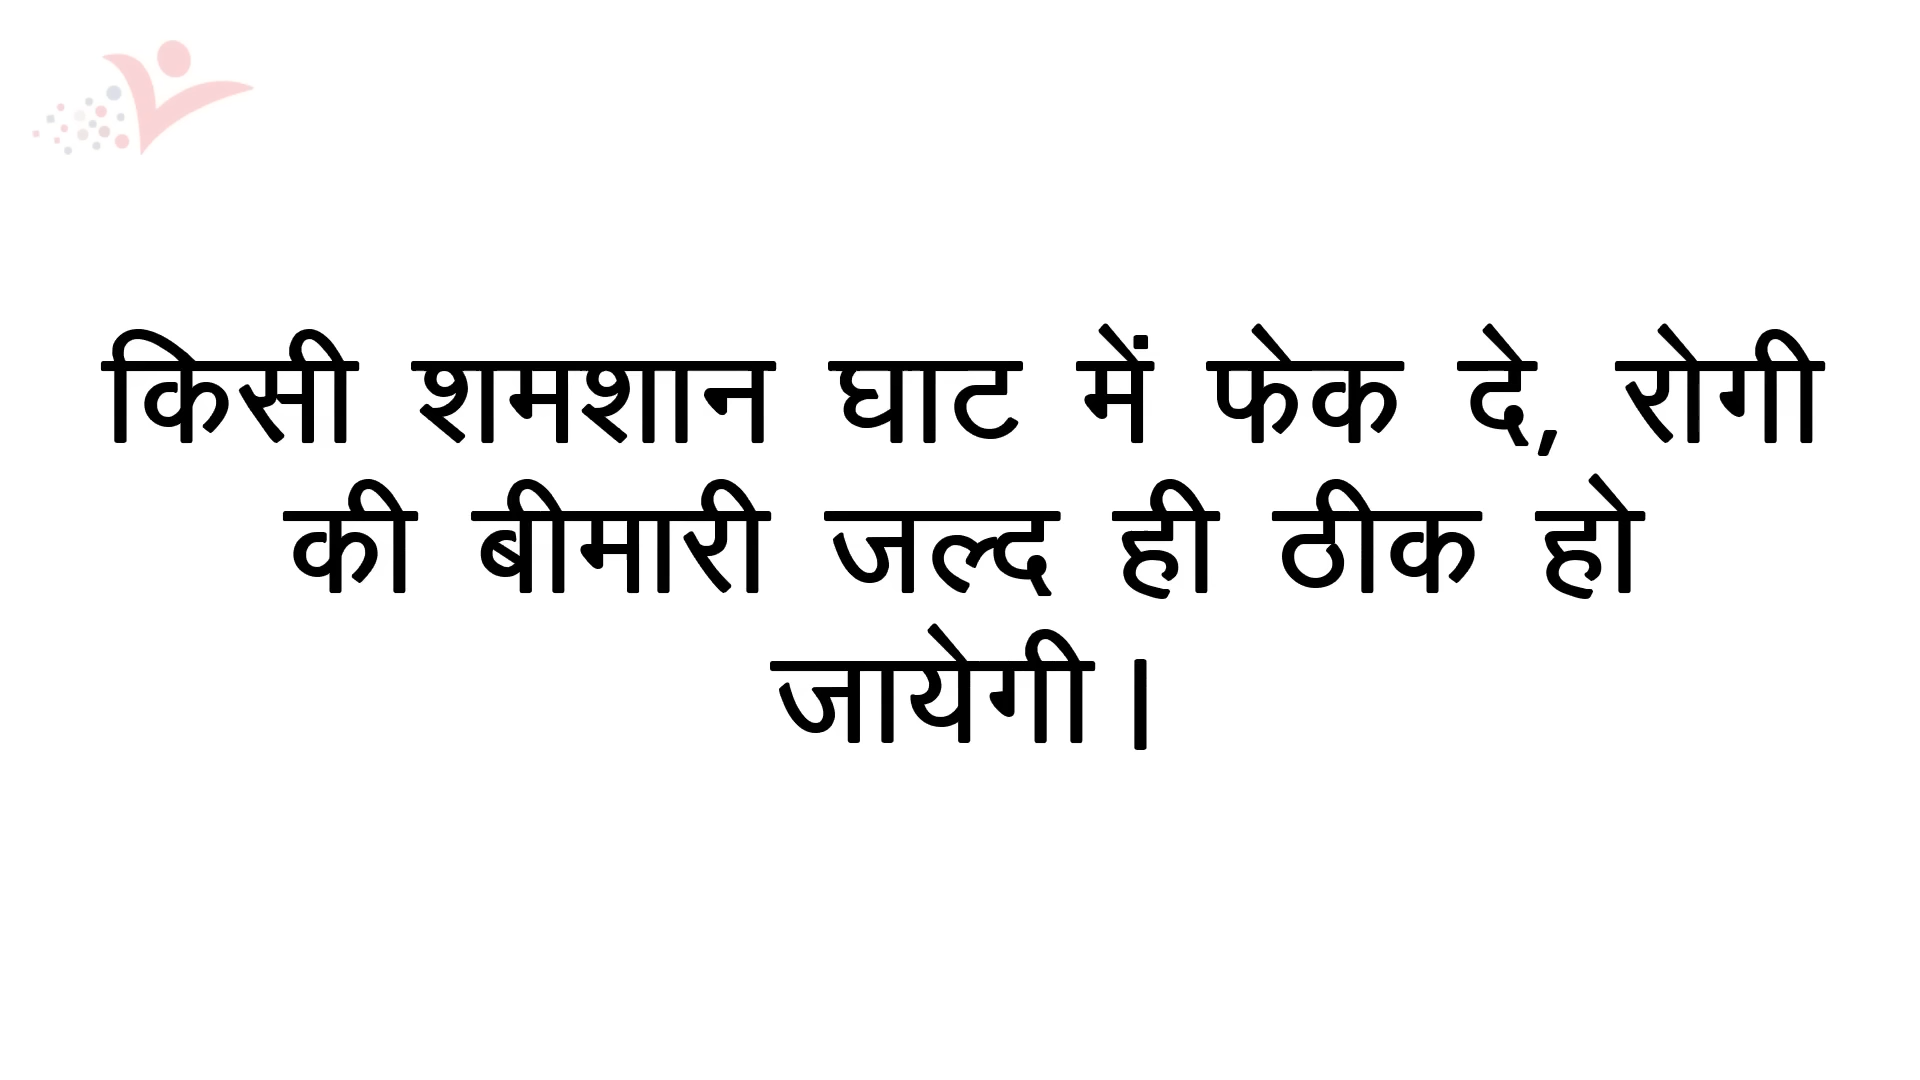 किसी शमशान घाट में फेक दे, रोगी
की बीमारी जल्द ही ठीक हो
जायेगी।